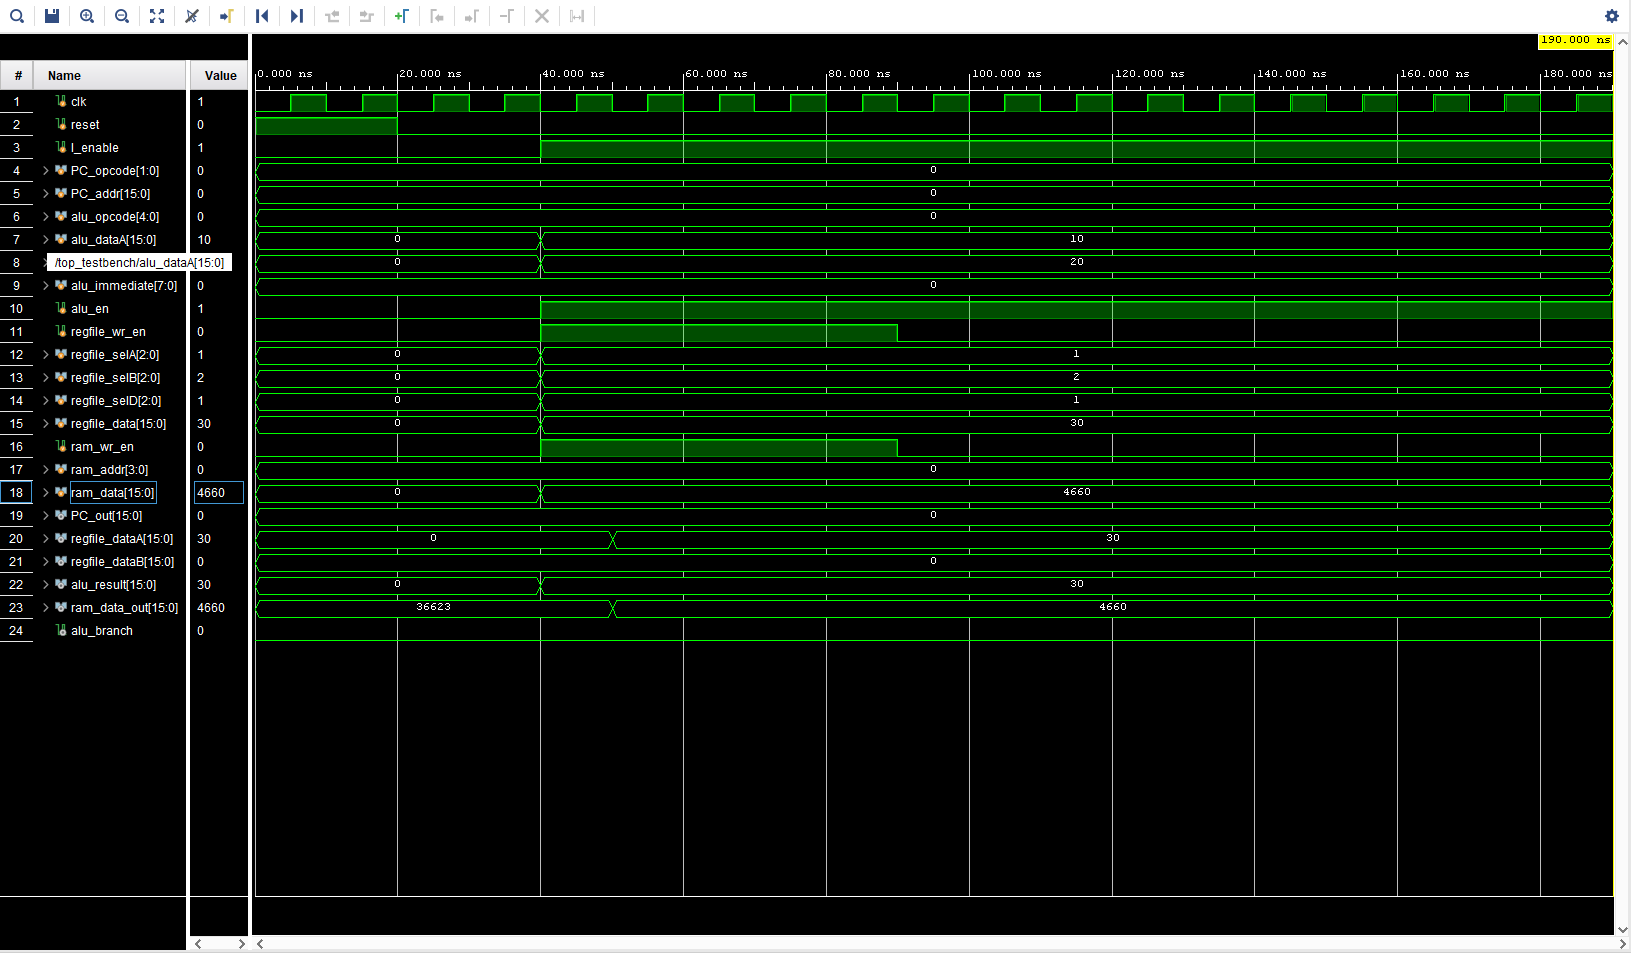 190.000 ns
# Name Value 0.000 ns 20.000 ns 40.000 ns 60.000 ns 80.000 ns 100.000 ns 120.000 ns 140.000 ns 160.000 ns 180.000 ns
1 clk 1
2 reset 0
3 I_enable 1
4 PC_opcode[1:0] 0 0
5 PC_addr[15:0] 0 0
6 alu_opcode[4:0] 0 0
7 alu_dataA[15:0] 10 0 10
8 /top_testbench/alu_dataA[15:0] 0 20
9 alu_immediate[7:0] 0 0
10 alu_en 1
11 regfile_wr_en 0
12 regfile_selA[2:0] 1 0 1
13 regfile_selB[2:0] 2 0 2
14 regfile_selD[2:0] 1 0 1
15 regfile_data[15:0] 30 0 30
16 ram_wr_en 0
17 ram_addr[3:0] 0 0
18 ram_data[15:0] 4660 0 4660
19 PC_out[15:0] 0 0
20 regfile_dataA[15:0] 30 0 30
21 regfile_dataB[15:0] 0 0
22 alu_result[15:0] 30 0 30
23 ram_data_out[15:0] 4660 36623 4660
24 alu_branch 0